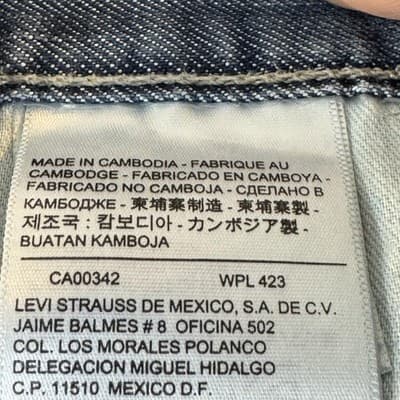 MADE IN CAMBODIA - FABRIQUE AU
CAMBODGE - FABRICADO EN CAMBOYA -
FABRICADO NO CAMBOJA - СДЕЛАНО В
КАМБОДЖЕ - 柬埔寨制造 - 柬埔寨製 -
제조국 : 캄보디아 - カンボジア製 -
BUATAN KAMBOJA
CA00342 WPL 423
LEVI STRAUSS DE MEXICO, S.A. DE C.V.
JAIME BALMES # 8 OFICINA 502
COL. LOS MORALES POLANCO
DELEGACION MIGUEL HIDALGO
C.P. 11510 MEXICO D.F.